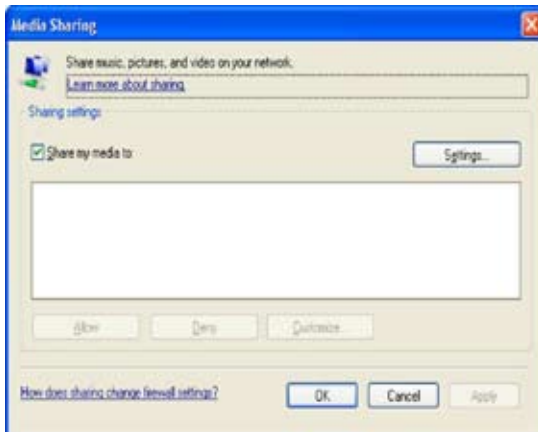 Media Sharing
Share music, pictures, and video on your network.
Learn more about sharing
Sharing settings
Share my media to:
Settings...
Allow
Deny
Customize
How does sharing change firewall settings?
OK
Cancel
Apply